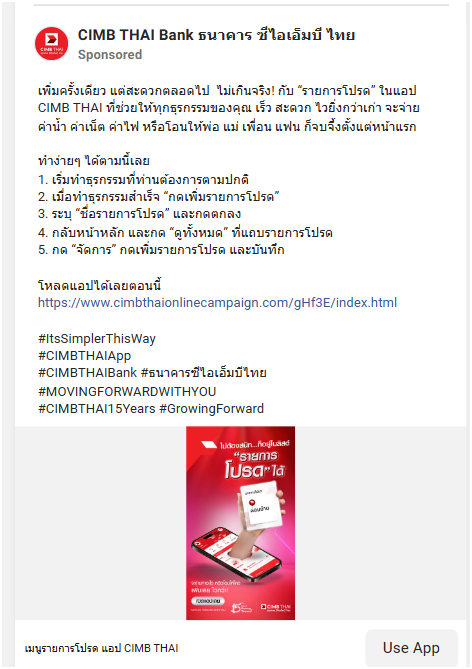 CIMB THAI Bank ธนาคาร ซีไอเอ็มบี ไทย
Sponsored
เพิ่มครั้งเดียว แต่สะดวกตลอดไป ไม่เกินจริง! กับ “รายการโปรด” ในแอป
CIMB THAI ที่ช่วยให้ทุกธุรกรรมของคุณ เร็ว สะดวก ไวยิ่งกว่าเก่า จะจ่าย
ค่าน้ำ ค่าเน็ต ค่าไฟ หรือโอนให้พ่อ แม่ เพื่อน แฟน ก็จบจึ้งตั้งแต่หน้าแรก
ทำง่ายๆ ได้ตามนี้เลย
1. เริ่มทำธุรกรรมที่ท่านต้องการตามปกติ
2. เมื่อทำธุรกรรมสำเร็จ “กดเพิ่มรายการโปรด”
3. ระบุ “ชื่อรายการโปรด” และกดตกลง
4. กลับหน้าหลัก และกด “ดูทั้งหมด” ที่แถบรายการโปรด
5. กด “จัดการ” กดเพิ่มรายการโปรด และบันทึก
โหลดแอปได้เลยตอนนี้
https://www.cimbthaionlinecampaign.com/gHf3E/index.html
#ItsSimplerThisWay
#CIMBTHAIApp
#CIMBTHAIBank #ธนาคารซีไอเอ็มบีไทย
#MOVINGFORWARDWITHYOU
#CIMBTHAI15Years #GrowingForward
ไม่ต้องสนิท...ก็อยู่ในลิสต์
“รายการ
โปรด” ได้
CIMB THAI
เมนูรายการโปรด แอป CIMB THAI
Use App